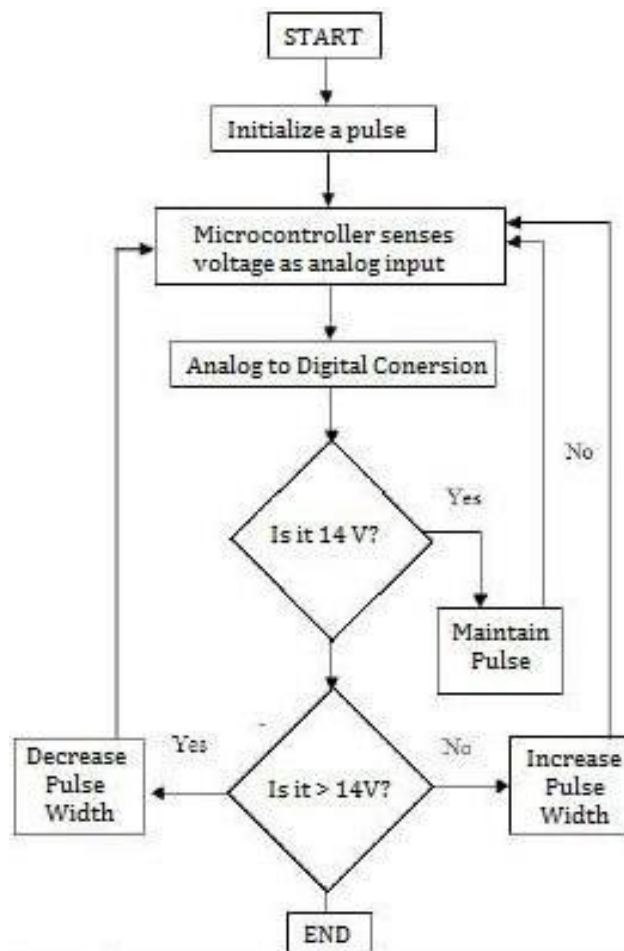 START
Initialize a pulse
Microcontroller senses
voltage as analog input
Analog to Digital Conersion
No
Yes
Is it 14 V?
Maintain
Pulse
Decrease
Pulse
Width
Yes
Is it > 14V?
No
Increase
Pulse
Width
END